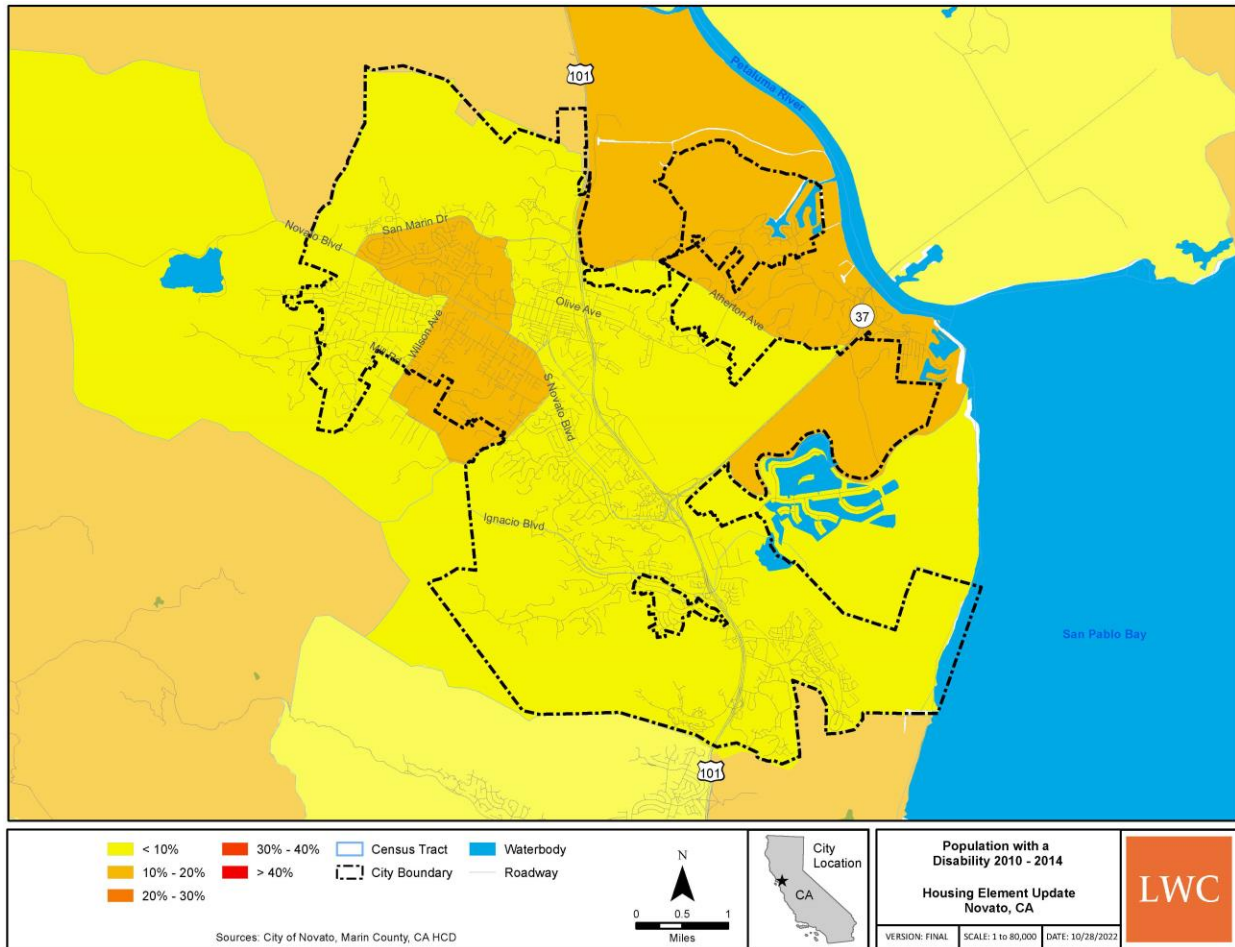 101
Petaluma River
San Marin Dr
Novato Blvd
Olive Ave
Atherton Ave
37
Wilson Ave
S Novato Blvd
Ignacio Blvd
San Pablo Bay
101
< 10%
10% - 20%
20% - 30%
30% - 40%
> 40%
Census Tract
City Boundary
Waterbody
Roadway
N
0 0.5 1
Miles
City
Location
CA
Sources: City of Novato, Marin County, CA HCD
Population with a
Disability 2010 - 2014
Housing Element Update
Novato, CA
VERSION: FINAL
SCALE: 1 to 80,000
DATE: 10/28/2022
LWC